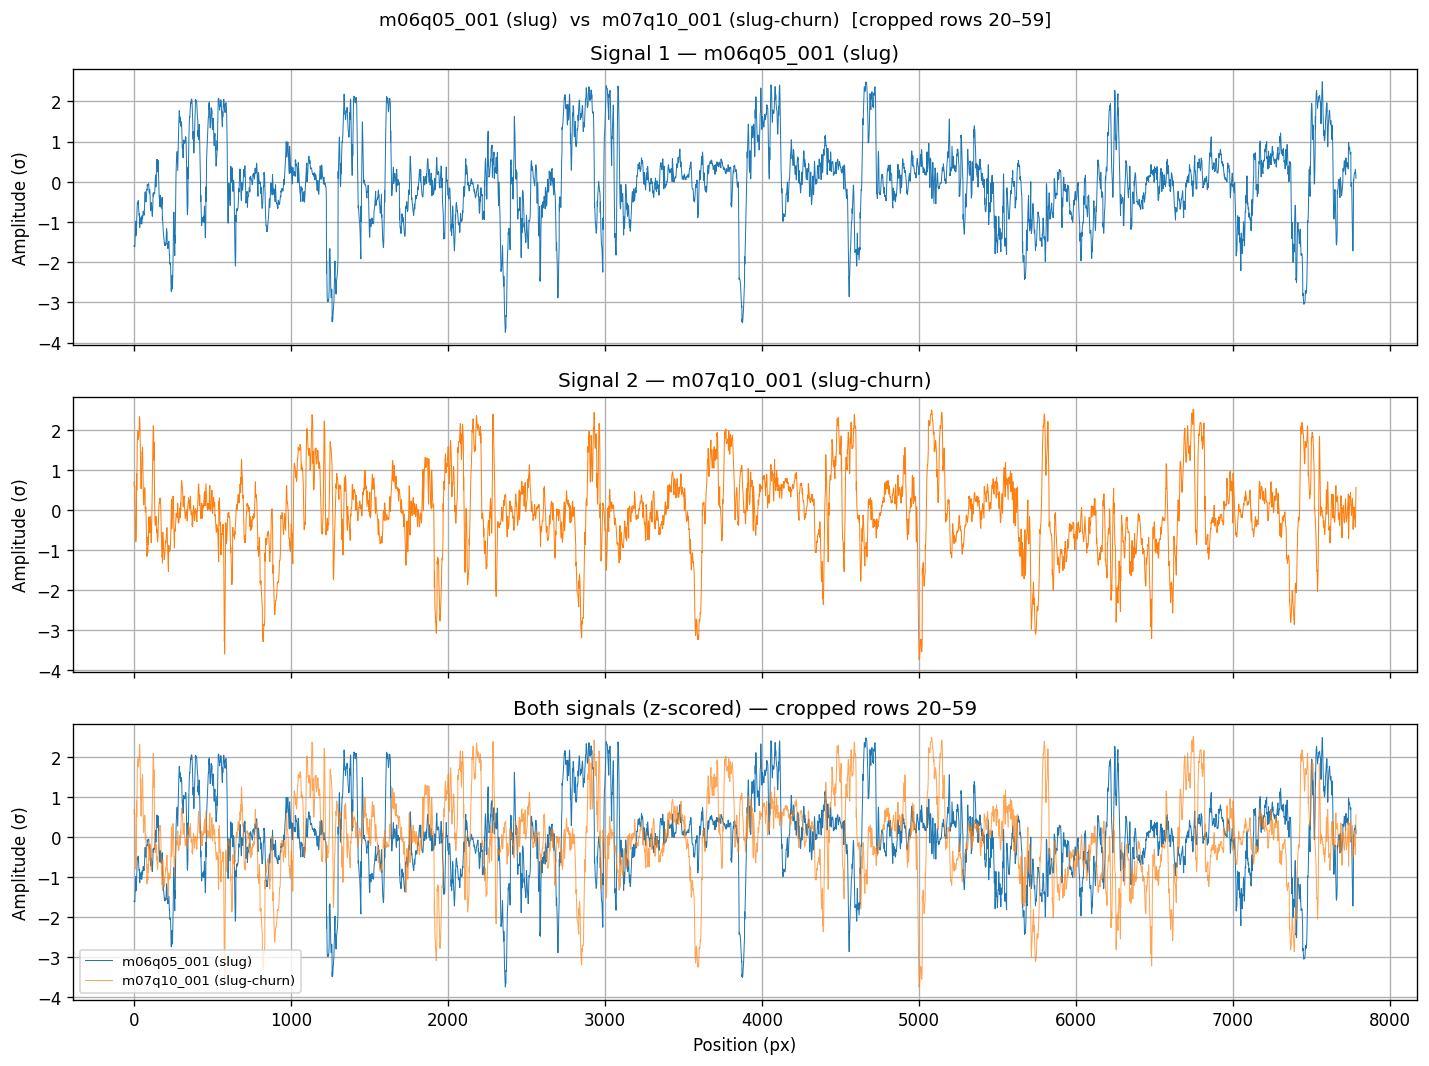 m06q05_001 (slug)  vs  m07q10_001 (slug-churn)  [cropped rows 20–59]
Signal 1 — m06q05_001 (slug)
Amplitude (σ)
2
1
0
−1
−2
−3
−4
Signal 2 — m07q10_001 (slug-churn)
Amplitude (σ)
2
1
0
−1
−2
−3
−4
Both signals (z-scored) — cropped rows 20–59
Amplitude (σ)
2
1
0
−1
−2
−3
−4
m06q05_001 (slug)
m07q10_001 (slug-churn)
0 1000 2000 3000 4000 5000 6000 7000 8000
Position (px)